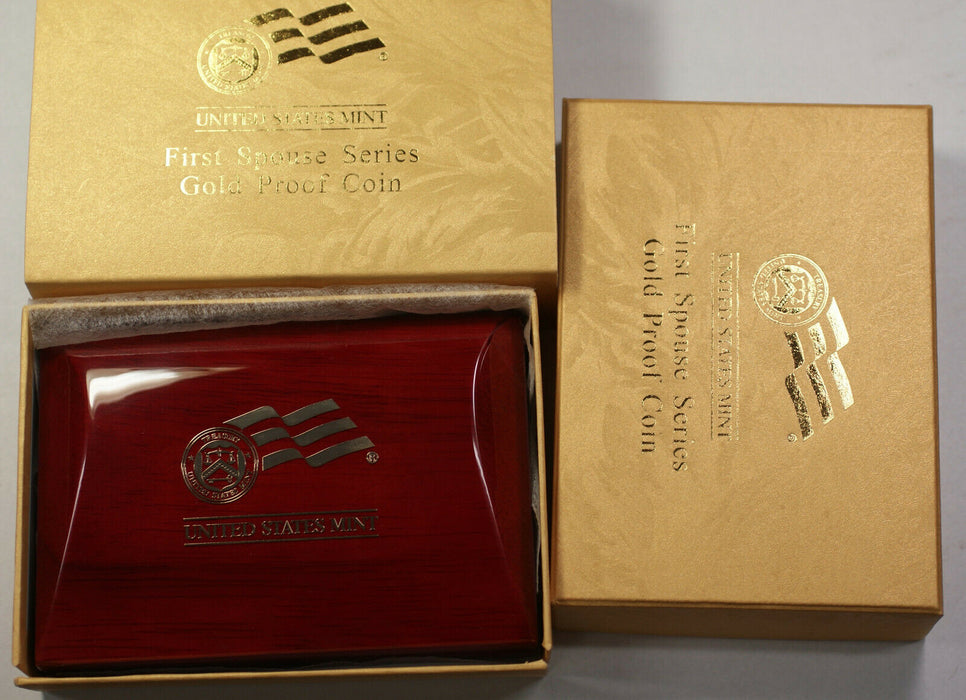 UNITED STATES MINT
First Spouse Series
Gold Proof Coin
®
TREASURY
®
UNITED STATES MINT
First Spouse Series
Gold Proof Coin
UNITED STATES MINT
®